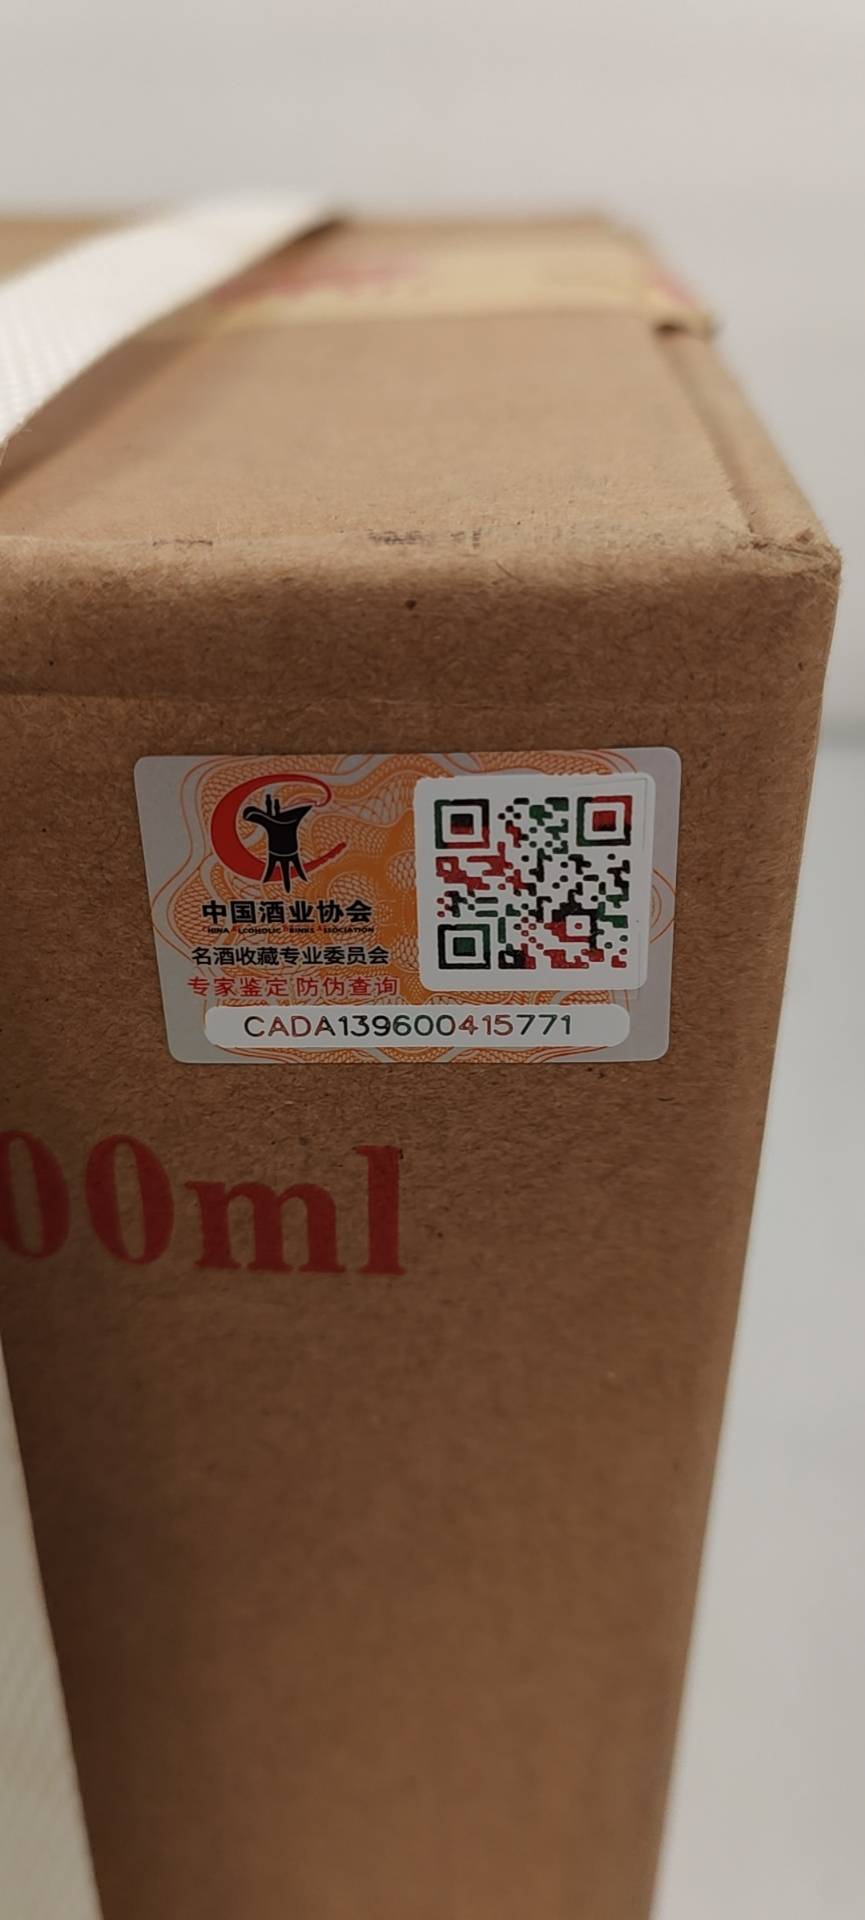 中国酒业协会
CHINA ALCOHOLIC DRINKS ASSOCIATION
名酒收藏专业委员会
专家鉴定 防伪查询
CADA139600415771
00ml